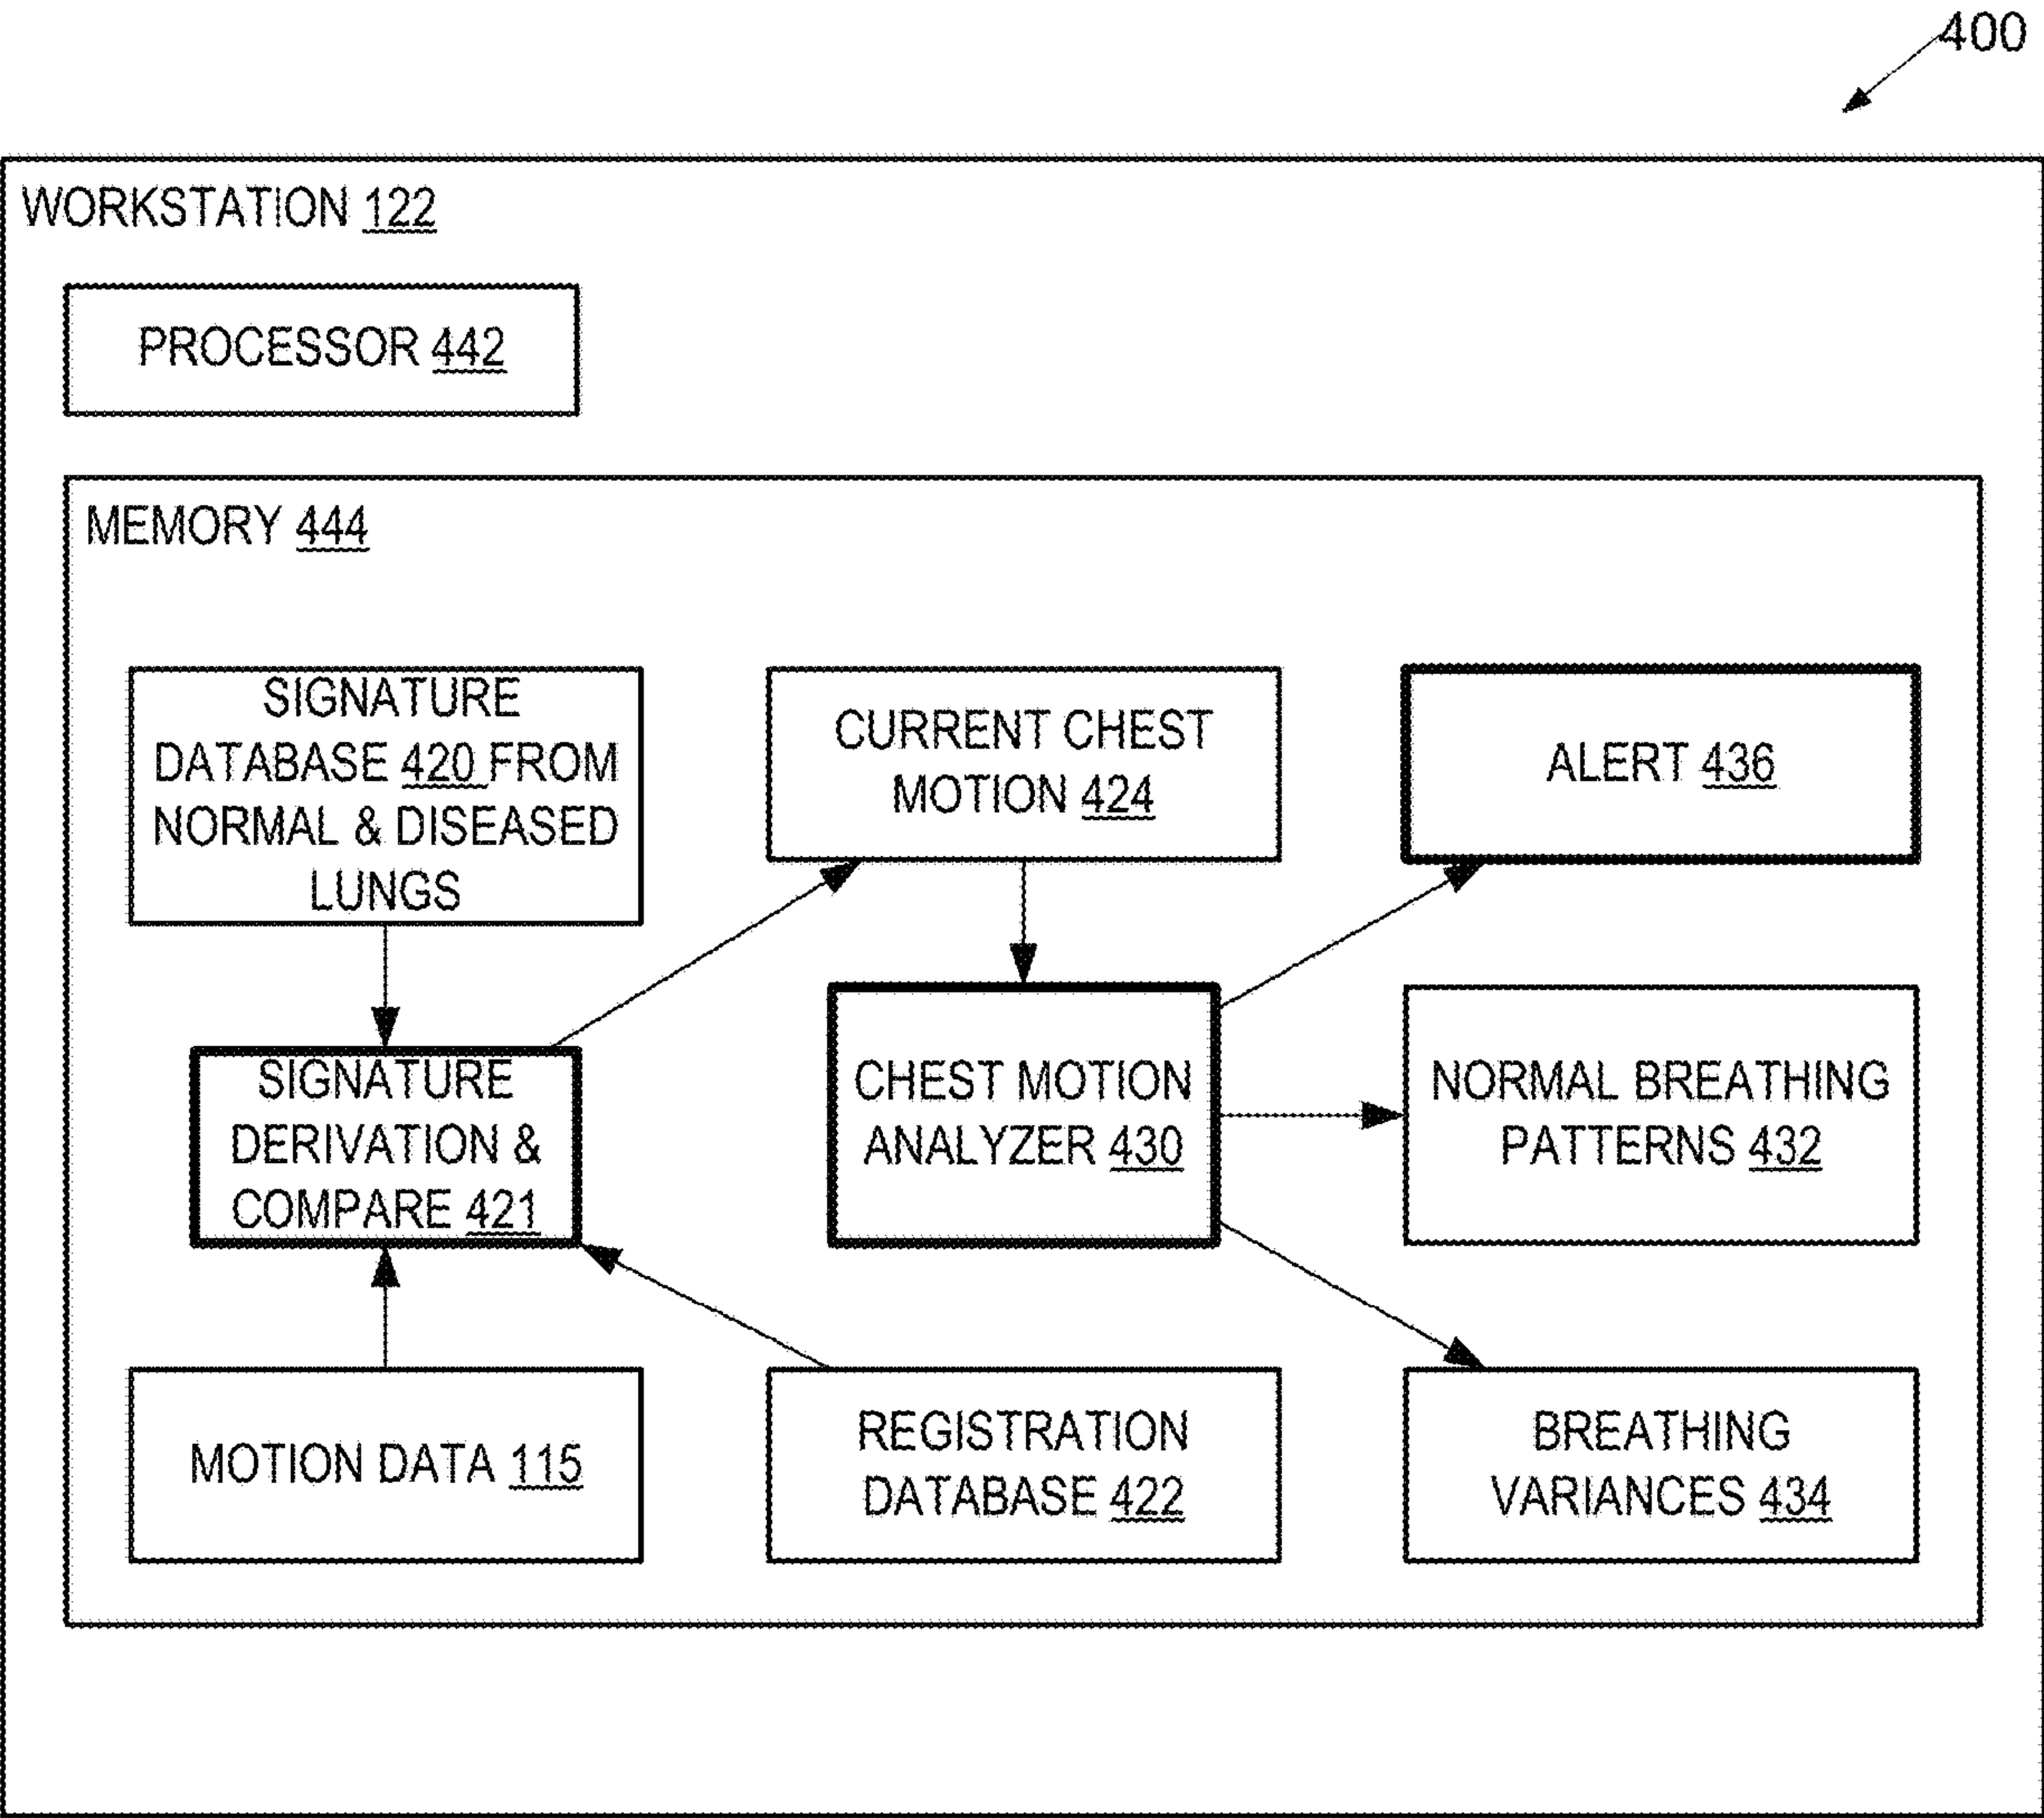 400
WORKSTATION 122
PROCESSOR 442
MEMORY 444
SIGNATURE
DATABASE 420 FROM
NORMAL & DISEASED
LUNGS
CURRENT CHEST
MOTION 424
ALERT 436
SIGNATURE
DERIVATION &
COMPARE 421
CHEST MOTION
ANALYZER 430
NORMAL BREATHING
PATTERNS 432
MOTION DATA 115
REGISTRATION
DATABASE 422
BREATHING
VARIANCES 434